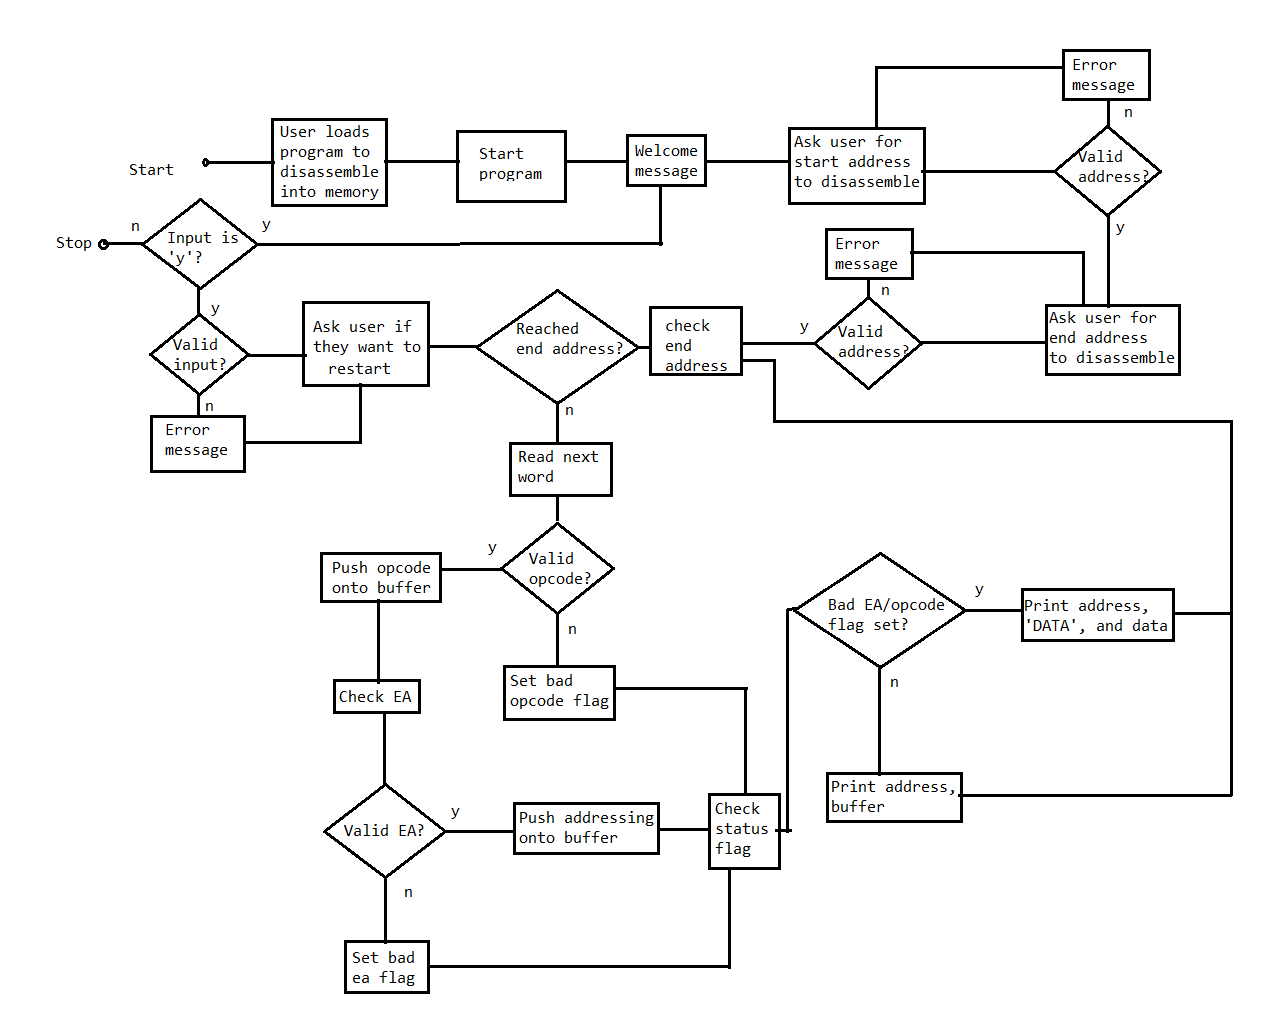 Error
message
n
User loads
program to
disassemble
into memory
Start
program
Welcome
message
Ask user for
start address
to disassemble
Valid
address?
Start
y
n
y
Stop
Input is
'y'?
Error
message
n
y
Ask user for
end address
to disassemble
Valid
address?
y
check
end
address
Reached
end address?
Ask user if
they want to
restart
y
Valid
input?
n
Error
message
n
Read next
word
Valid
opcode?
y
Push opcode
onto buffer
n
Set bad
opcode flag
Check EA
Bad EA/opcode
flag set?
y
Print address,
'DATA', and data
n
Print address,
buffer
Valid EA?
y
Push addressing
onto buffer
Check
status
flag
n
Set bad
ea flag